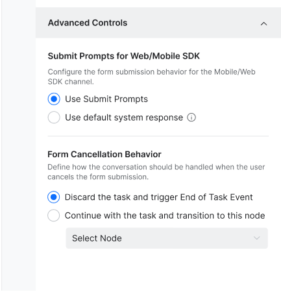 Advanced Controls
Submit Prompts for Web/Mobile SDK
Configure the form submission behavior for the Mobile/Web
SDK channel.
Use Submit Prompts
Use default system response
Form Cancellation Behavior
Define how the conversation should be handled when the user
cancels the form submission.
Discard the task and trigger End of Task Event
Continue with the task and transition to this node
Select Node